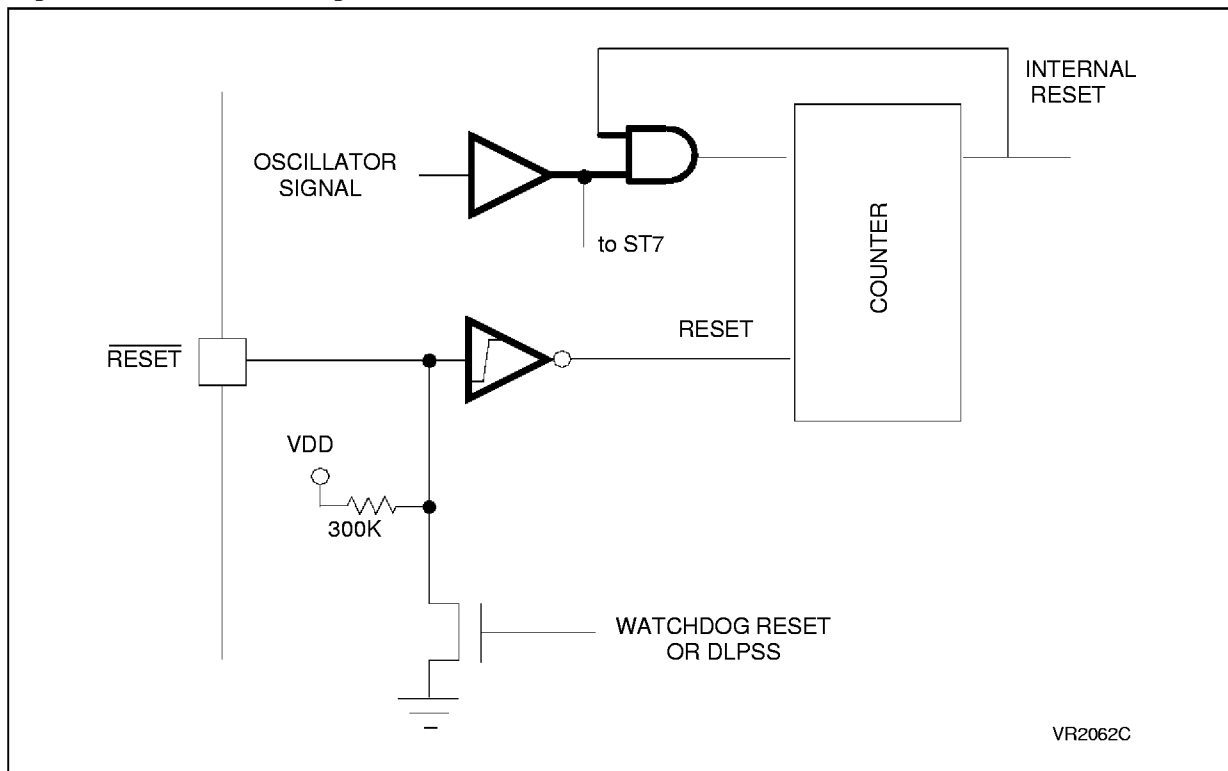 INTERNAL
RESET
OSCILLATOR
SIGNAL
to ST7
COUNTER
RESET
RESET
VDD
300K
WATCHDOG RESET
OR DLPSS
VR2062C